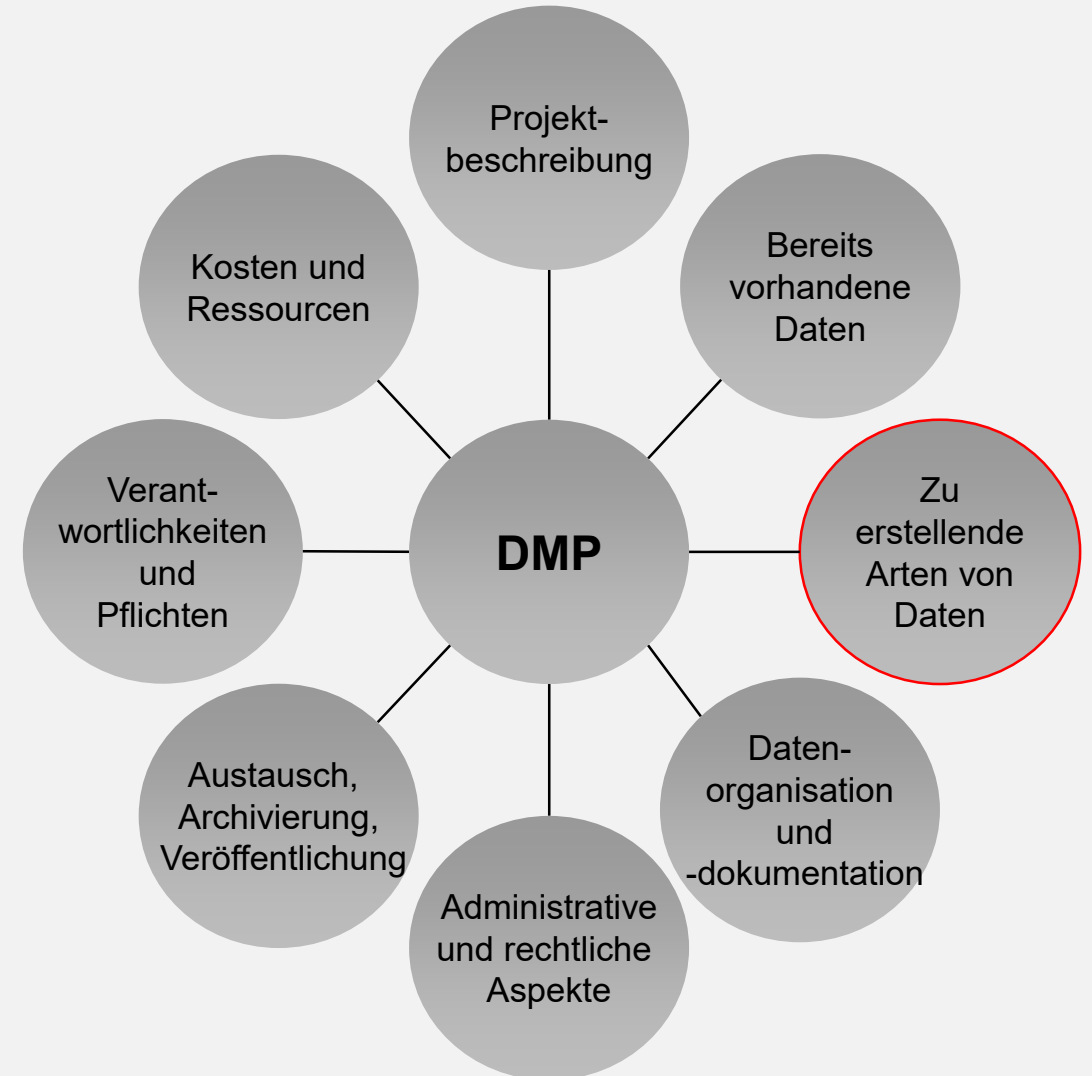 Projekt-
beschreibung
Bereits
vorhandene
Daten
Zu
erstellende
Arten von
Daten
Daten-
organisation
und
-dokumentation
Administrative
und rechtliche
Aspekte
Austausch,
Archivierung,
Veröffentlichung
Verant-
wortlichkeiten
und
Pflichten
Kosten und
Ressourcen
DMP